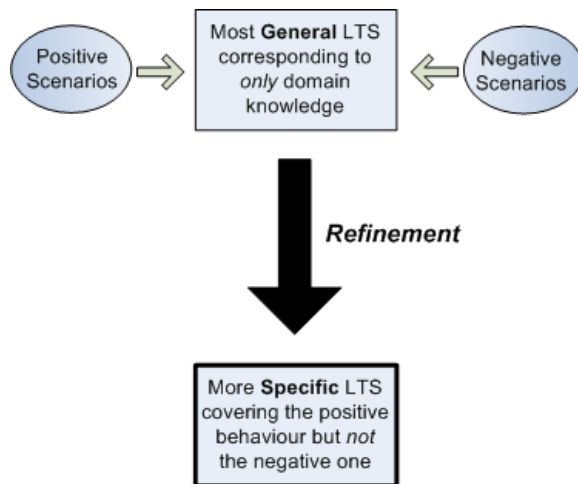 Positive
Scenarios
Most General LTS
corresponding to
only domain
knowledge
Negative
Scenarios
Refinement
More Specific LTS
covering the positive
behaviour but not
the negative one